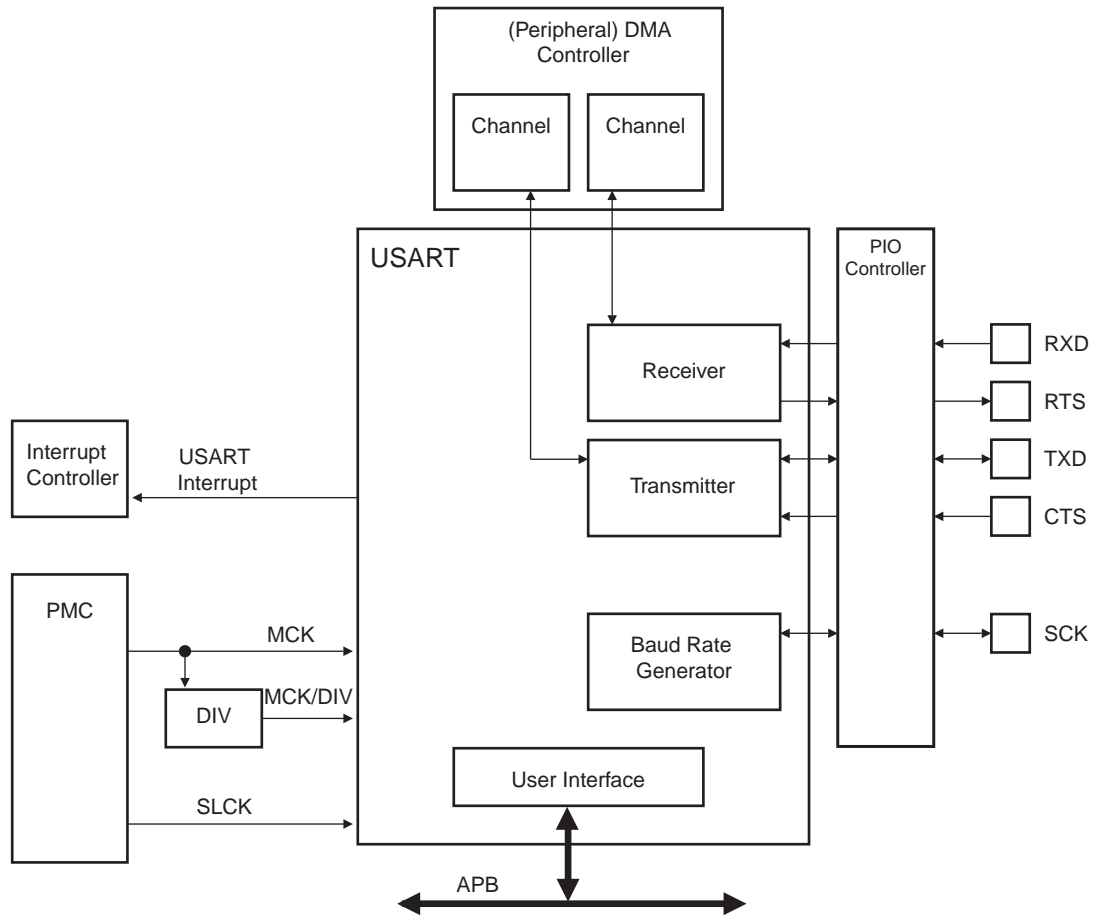 (Peripheral) DMA
Controller
Channel
Channel
USART
PIO
Controller
Receiver
RXD
RTS
Interrupt
Controller
USART
Interrupt
Transmitter
TXD
CTS
PMC
MCK
Baud Rate
Generator
SCK
DIV
MCK/DIV
User Interface
SLCK
APB